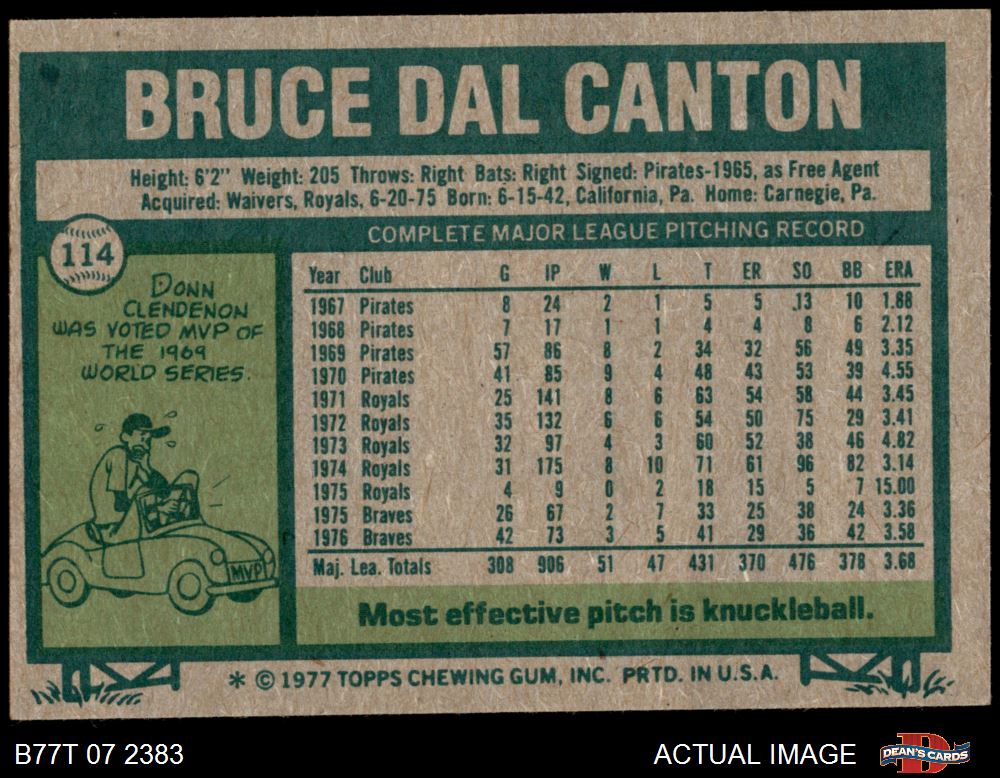 BRUCE DAL CANTON
Height: 6'2" Weight: 205 Throws: Right Bats: Right Signed: Pirates-1965, as Free Agent
Acquired: Waivers, Royals, 6-20-75 Born: 6-15-42, California, Pa. Home: Carnegie, Pa.
114
DONN
CLENDENON
WAS VOTED MVP OF
THE 1969
WORLD SERIES.
MVP
COMPLETE MAJOR LEAGUE PITCHING RECORD
Year Club G IP W L T ER SO BB ERA
1967 Pirates 8 24 2 1 5 5 13 10 1.88
1968 Pirates 7 17 1 1 4 4 8 6 2.12
1969 Pirates 57 86 8 2 34 32 56 49 3.35
1970 Pirates 41 85 9 4 48 43 53 39 4.55
1971 Royals 25 141 8 6 63 54 58 44 3.45
1972 Royals 35 132 6 6 54 50 75 29 3.41
1973 Royals 32 97 4 3 60 52 38 46 4.82
1974 Royals 31 175 8 10 71 61 96 82 3.14
1975 Royals 4 9 0 2 18 15 5 7 15.00
1975 Braves 26 67 2 7 33 25 38 24 3.36
1976 Braves 42 73 3 5 41 29 36 42 3.58
Maj. Lea. Totals 308 906 51 47 431 370 476 378 3.68
Most effective pitch is knuckleball.
* © 1977 TOPPS CHEWING GUM, INC. PRTD. IN U.S.A.
B77T 07 2383
ACTUAL IMAGE
DEAN'S CARDS